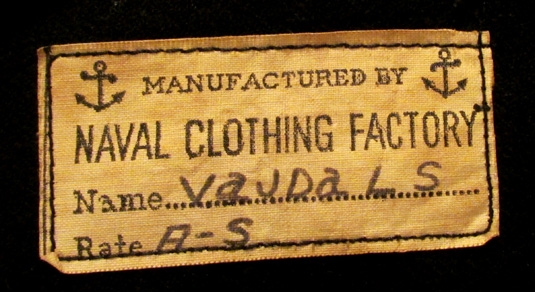 MANUFACTURED BY
NAVAL CLOTHING FACTORY
Name Vajda L S
Rate A-S